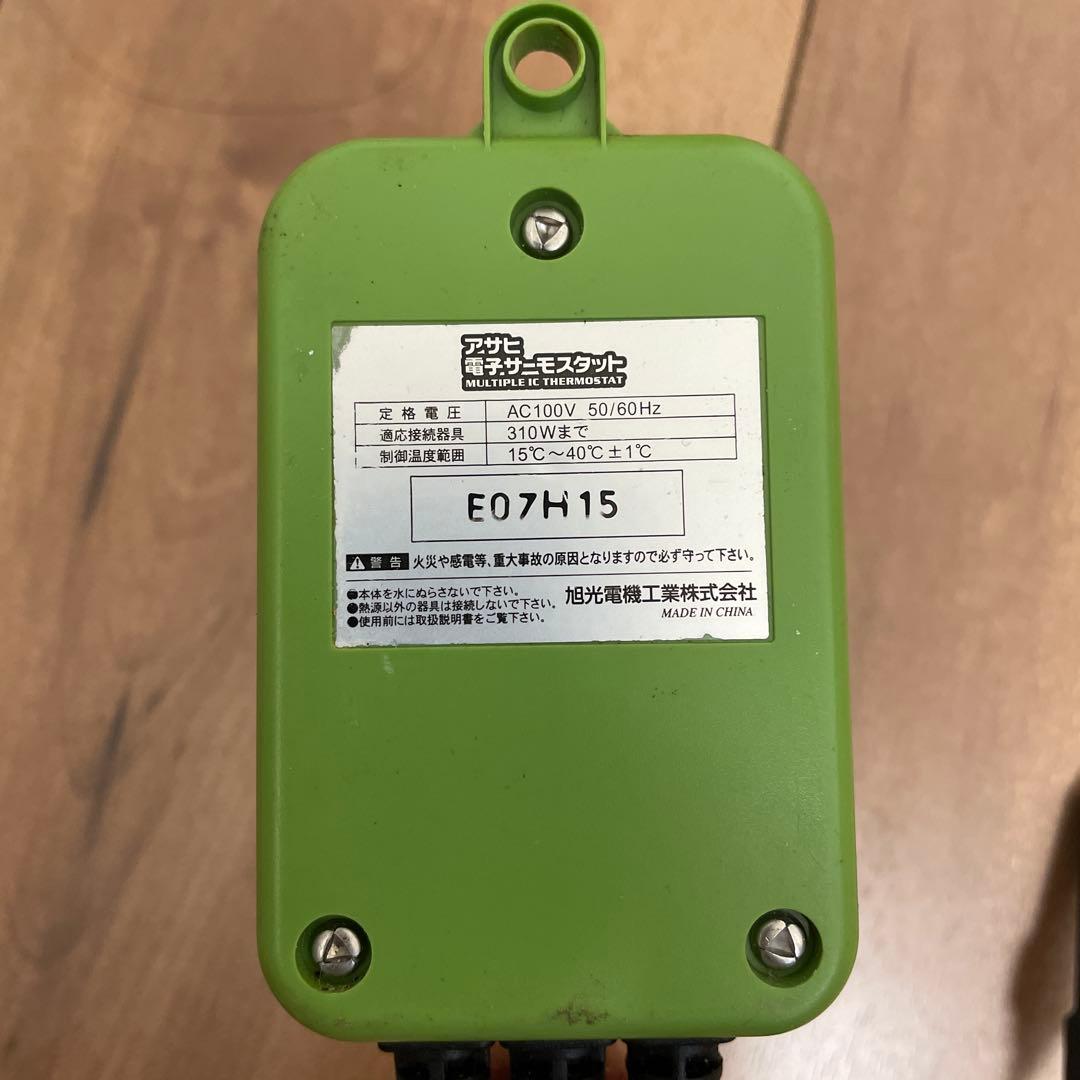 アサヒ
電子サーモスタット
MULTIPLE IC THERMOSTAT
定格電圧 AC100V 50/60Hz
適応接続器具 310Wまで
制御温度範囲 15℃～40℃±1℃
E07H15
警告 火災や感電等、重大事故の原因となりますので必ず守って下さい。
●本体を水にぬらさないで下さい。
●熱源以外の器具は接続しないで下さい。
●使用前には取扱説明書をご覧下さい。
旭光電機工業株式会社
MADE IN CHINA